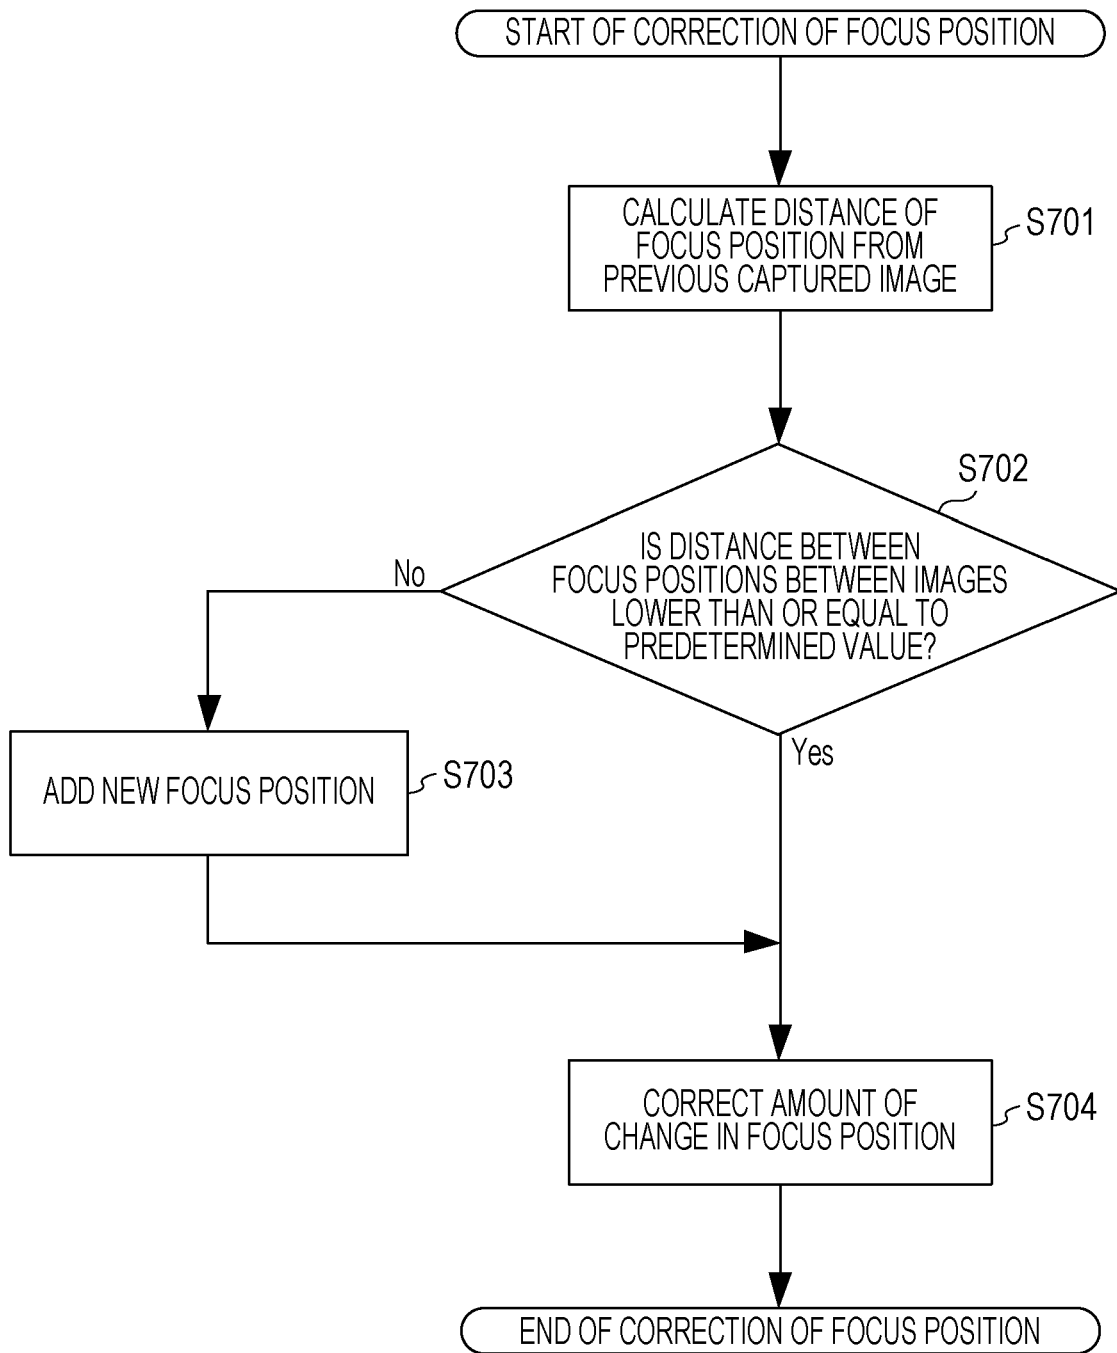 START OF CORRECTION OF FOCUS POSITION
CALCULATE DISTANCE OF
FOCUS POSITION FROM
PREVIOUS CAPTURED IMAGE
S701
S702
IS DISTANCE BETWEEN
FOCUS POSITIONS BETWEEN IMAGES
LOWER THAN OR EQUAL TO
PREDETERMINED VALUE?
No
Yes
ADD NEW FOCUS POSITION
S703
CORRECT AMOUNT OF
CHANGE IN FOCUS POSITION
S704
END OF CORRECTION OF FOCUS POSITION